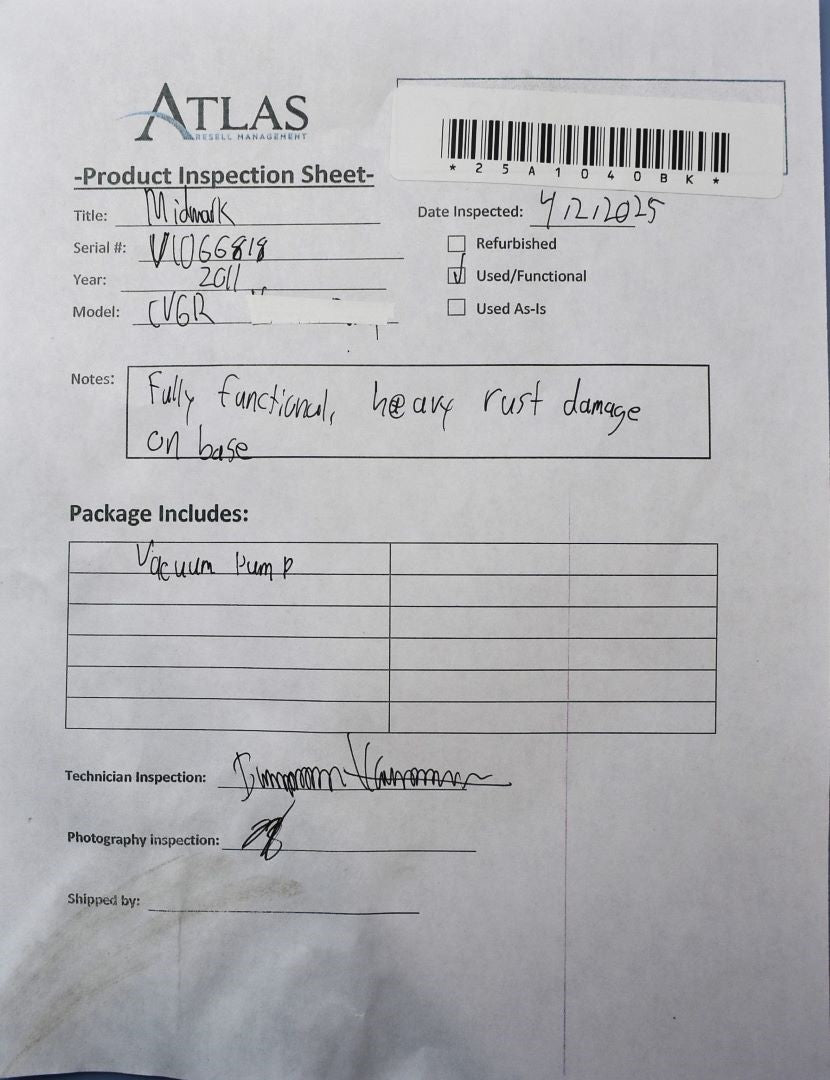 ATLAS
RESELL MANAGEMENT
*25A1040BK*
-Product Inspection Sheet-
Title: Midmark
Date Inspected: 4/2/2025
Serial #: V1066818
Refurbished
Year: 2011
Used/Functional
Model: CVGR
Used As-Is
Notes: Fully functional, heavy rust damage
on base
Package Includes:
Vacuum Pump
Technician Inspection:
Photography inspection:
Shipped by: